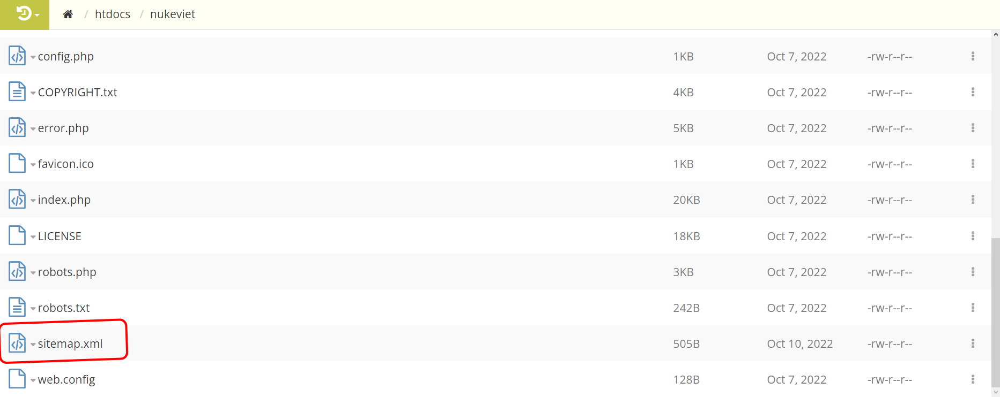 / htdocs / nukeviet
config.php 1KB Oct 7, 2022 -rw-r--r--
COPYRIGHT.txt 4KB Oct 7, 2022 -rw-r--r--
error.php 5KB Oct 7, 2022 -rw-r--r--
favicon.ico 1KB Oct 7, 2022 -rw-r--r--
index.php 20KB Oct 7, 2022 -rw-r--r--
LICENSE 18KB Oct 7, 2022 -rw-r--r--
robots.php 3KB Oct 7, 2022 -rw-r--r--
robots.txt 242B Oct 7, 2022 -rw-r--r--
sitemap.xml 505B Oct 10, 2022 -rw-r--r--
web.config 128B Oct 7, 2022 -rw-r--r--